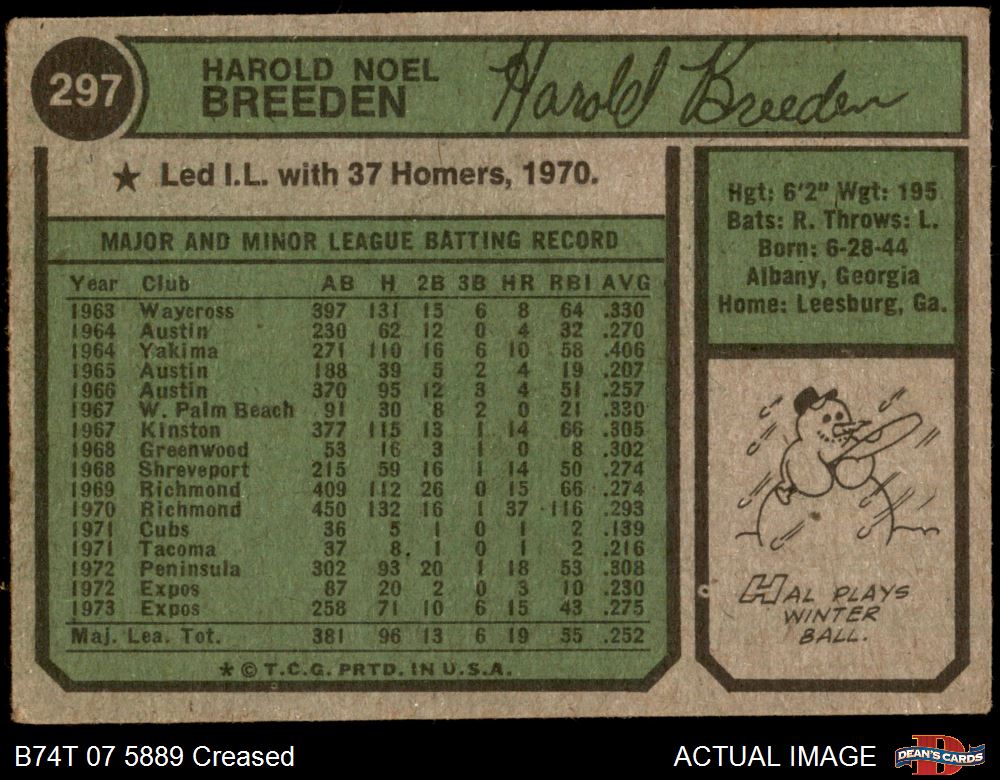 297
HAROLD NOEL
BREEDEN
Harold Breeden
★ Led I.L. with 37 Homers, 1970.
MAJOR AND MINOR LEAGUE BATTING RECORD
Year Club AB H 2B 3B HR RBI AVG
1963 Waycross 397 131 15 6 8 64 .330
1964 Austin 230 62 12 0 4 32 .270
1964 Yakima 271 110 16 6 10 58 .406
1965 Austin 188 39 5 2 4 19 .207
1966 Austin 370 95 12 3 4 51 .257
1967 W. Palm Beach 91 30 8 2 0 21 .330
1967 Kinston 377 115 13 1 14 66 .305
1968 Greenwood 53 16 3 1 0 8 .302
1968 Shreveport 215 59 16 1 14 50 .274
1969 Richmond 409 112 26 0 15 66 .274
1970 Richmond 450 132 16 1 37 116 .293
1971 Cubs 36 5 1 0 1 2 .139
1971 Tacoma 37 8 1 0 1 2 .216
1972 Peninsula 302 93 20 1 18 53 .308
1972 Expos 87 20 2 0 3 10 .230
1973 Expos 258 71 10 6 15 43 .275
Maj. Lea. Tot. 381 96 13 6 19 55 .252
★ © T.C.G. PRTD. IN U.S.A.
Hgt: 6'2" Wgt: 195
Bats: R. Throws: L.
Born: 6-28-44
Albany, Georgia
Home: Leesburg, Ga.
HAL PLAYS
WINTER
BALL.
B74T 07 5889 Creased
ACTUAL IMAGE
DEAN'S CARDS